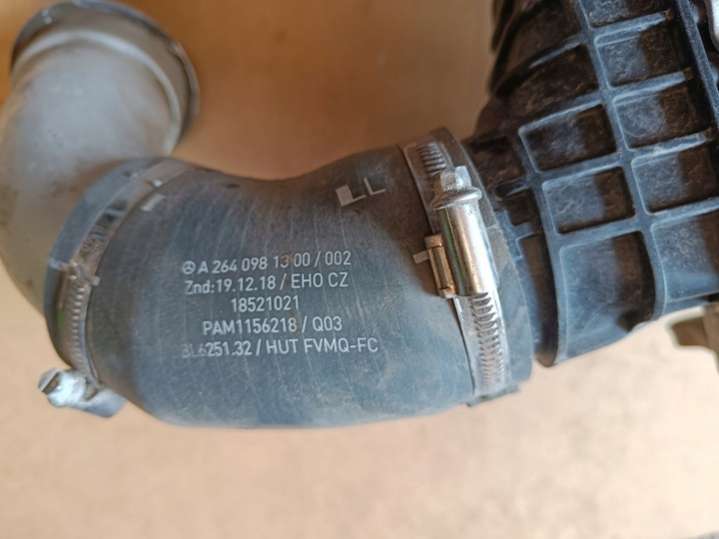 LL
A 264 098 13 00 / 002
Znd:19.12.18 / EHO CZ
18521021
PAM1156218 / Q03
BL6251.32 / HUT FVMQ-FC